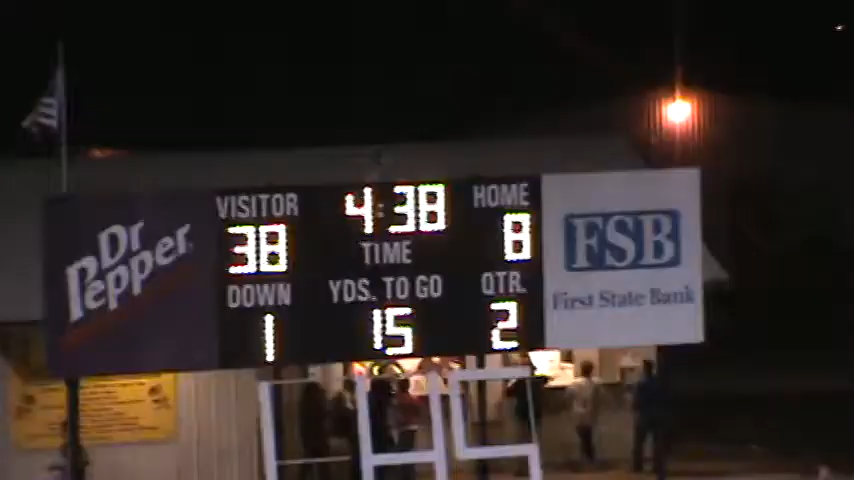 Dr Pepper
VISITOR 4:38 HOME
38 TIME 8
DOWN YDS. TO GO QTR.
1 15 2
FSB
First State Bank